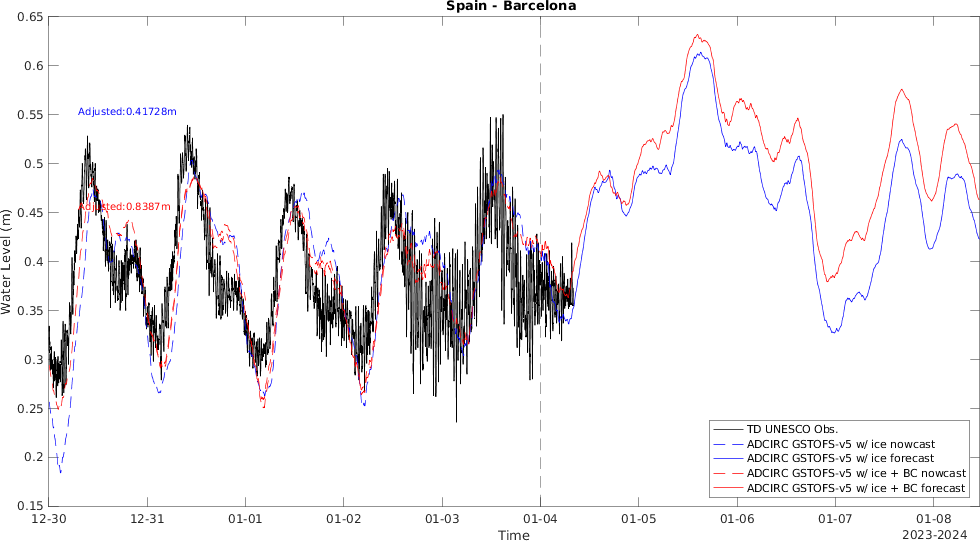 Spain - Barcelona
0.65
0.6
0.55
0.5
0.45
0.4
0.35
0.3
0.25
0.2
0.15
Water Level (m)
Adjusted:0.41728m
Adjusted:0.8387m
TD UNESCO Obs.
ADCIRC GSTOFS-v5 w/ ice nowcast
ADCIRC GSTOFS-v5 w/ ice forecast
ADCIRC GSTOFS-v5 w/ ice + BC nowcast
ADCIRC GSTOFS-v5 w/ ice + BC forecast
12-30
12-31
01-01
01-02
01-03
01-04
01-05
01-06
01-07
01-08
Time
2023-2024